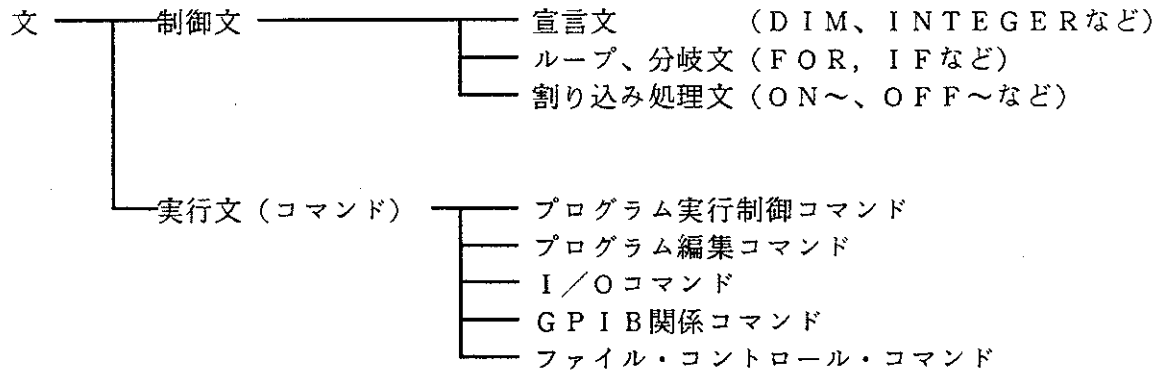 文 制御文 宣言文 （ＤＩＭ、ＩＮＴＥＧＥＲなど）
ループ、分岐文（ＦＯＲ，ＩＦなど）
割り込み処理文（ＯＮ～、ＯＦＦ～など）
実行文（コマンド） プログラム実行制御コマンド
プログラム編集コマンド
Ｉ／Ｏコマンド
ＧＰＩＢ関係コマンド
ファイル・コントロール・コマンド